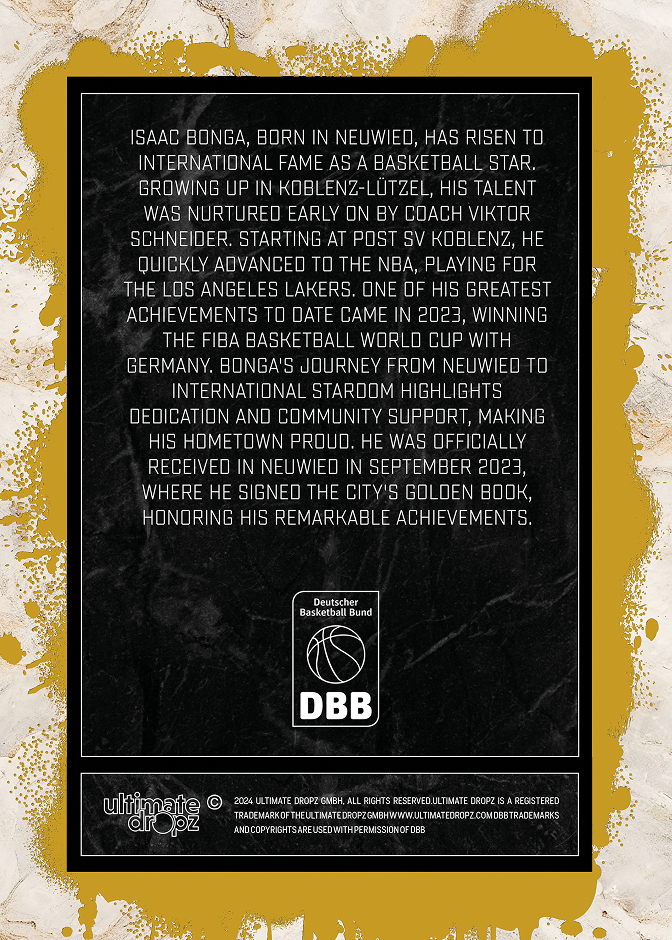 ISAAC BONGA, BORN IN NEUWIED, HAS RISEN TO
INTERNATIONAL FAME AS A BASKETBALL STAR.
GROWING UP IN KOBLENZ-LÜTZEL, HIS TALENT
WAS NURTURED EARLY ON BY COACH VIKTOR
SCHNEIDER. STARTING AT POST SV KOBLENZ, HE
QUICKLY ADVANCED TO THE NBA, PLAYING FOR
THE LOS ANGELES LAKERS. ONE OF HIS GREATEST
ACHIEVEMENTS TO DATE CAME IN 2023, WINNING
THE FIBA BASKETBALL WORLD CUP WITH
GERMANY. BONGA'S JOURNEY FROM NEUWIED TO
INTERNATIONAL STARDOM HIGHLIGHTS
DEDICATION AND COMMUNITY SUPPORT, MAKING
HIS HOMETOWN PROUD. HE WAS OFFICIALLY
RECEIVED IN NEUWIED IN SEPTEMBER 2023,
WHERE HE SIGNED THE CITY'S GOLDEN BOOK,
HONORING HIS REMARKABLE ACHIEVEMENTS.
Deutscher
Basketball Bund
DBB
ultimate
dropz
©
2024 ULTIMATE DROPZ GMBH, ALL RIGHTS RESERVED.ULTIMATE DROPZ IS A REGISTERED
TRADEMARK OF THE ULTIMATE DROPZ GMBH WWW.ULTIMATEDROPZ.COM DBB TRADEMARKS
AND COPYRIGHTS ARE USED WITH PERMISSION OF DBB